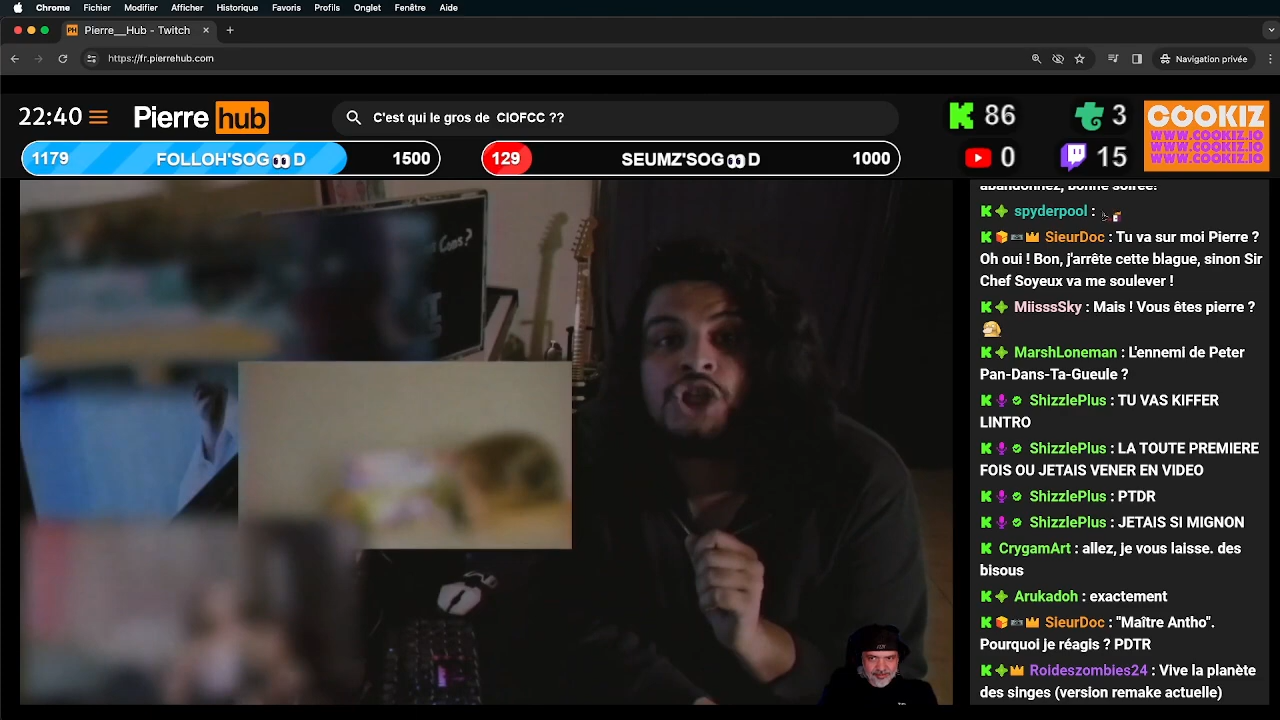 Chrome Fichier Modifier Afficher Historique Favoris Profils Onglet Fenêtre Aide
PH Pierre__Hub - Twitch
https://fr.pierrehub.com
Navigation privée
22:40 Pierre hub
C'est qui le gros de CIOFCC ??
86
3
0
15
COOKIZ
WWW.COOKIZ.IO
WWW.COOKIZ.IO
WWW.COOKIZ.IO
1179 FOLLOH'SOG👀D 1500
129 SEUMZ'SOG👀D 1000
Cons?
abandonnez, bonne soirée!
spyderpool :
SieurDoc : Tu va sur moi Pierre ?
Oh oui ! Bon, j'arrête cette blague, sinon Sir
Chef Soyeux va me soulever !
MiisssSky : Mais ! Vous êtes pierre ?
MarshLoneman : L'ennemi de Peter
Pan-Dans-Ta-Gueule ?
ShizzlePlus : TU VAS KIFFER
LINTRO
ShizzlePlus : LA TOUTE PREMIERE
FOIS OU JETAIS VENER EN VIDEO
ShizzlePlus : PTDR
ShizzlePlus : JETAIS SI MIGNON
CrygamArt : allez, je vous laisse. des
bisous
Arukadoh : exactement
SieurDoc : "Maître Antho".
Pourquoi je réagis ? PDTR
Roideszombies24 : Vive la planète
des singes (version remake actuelle)